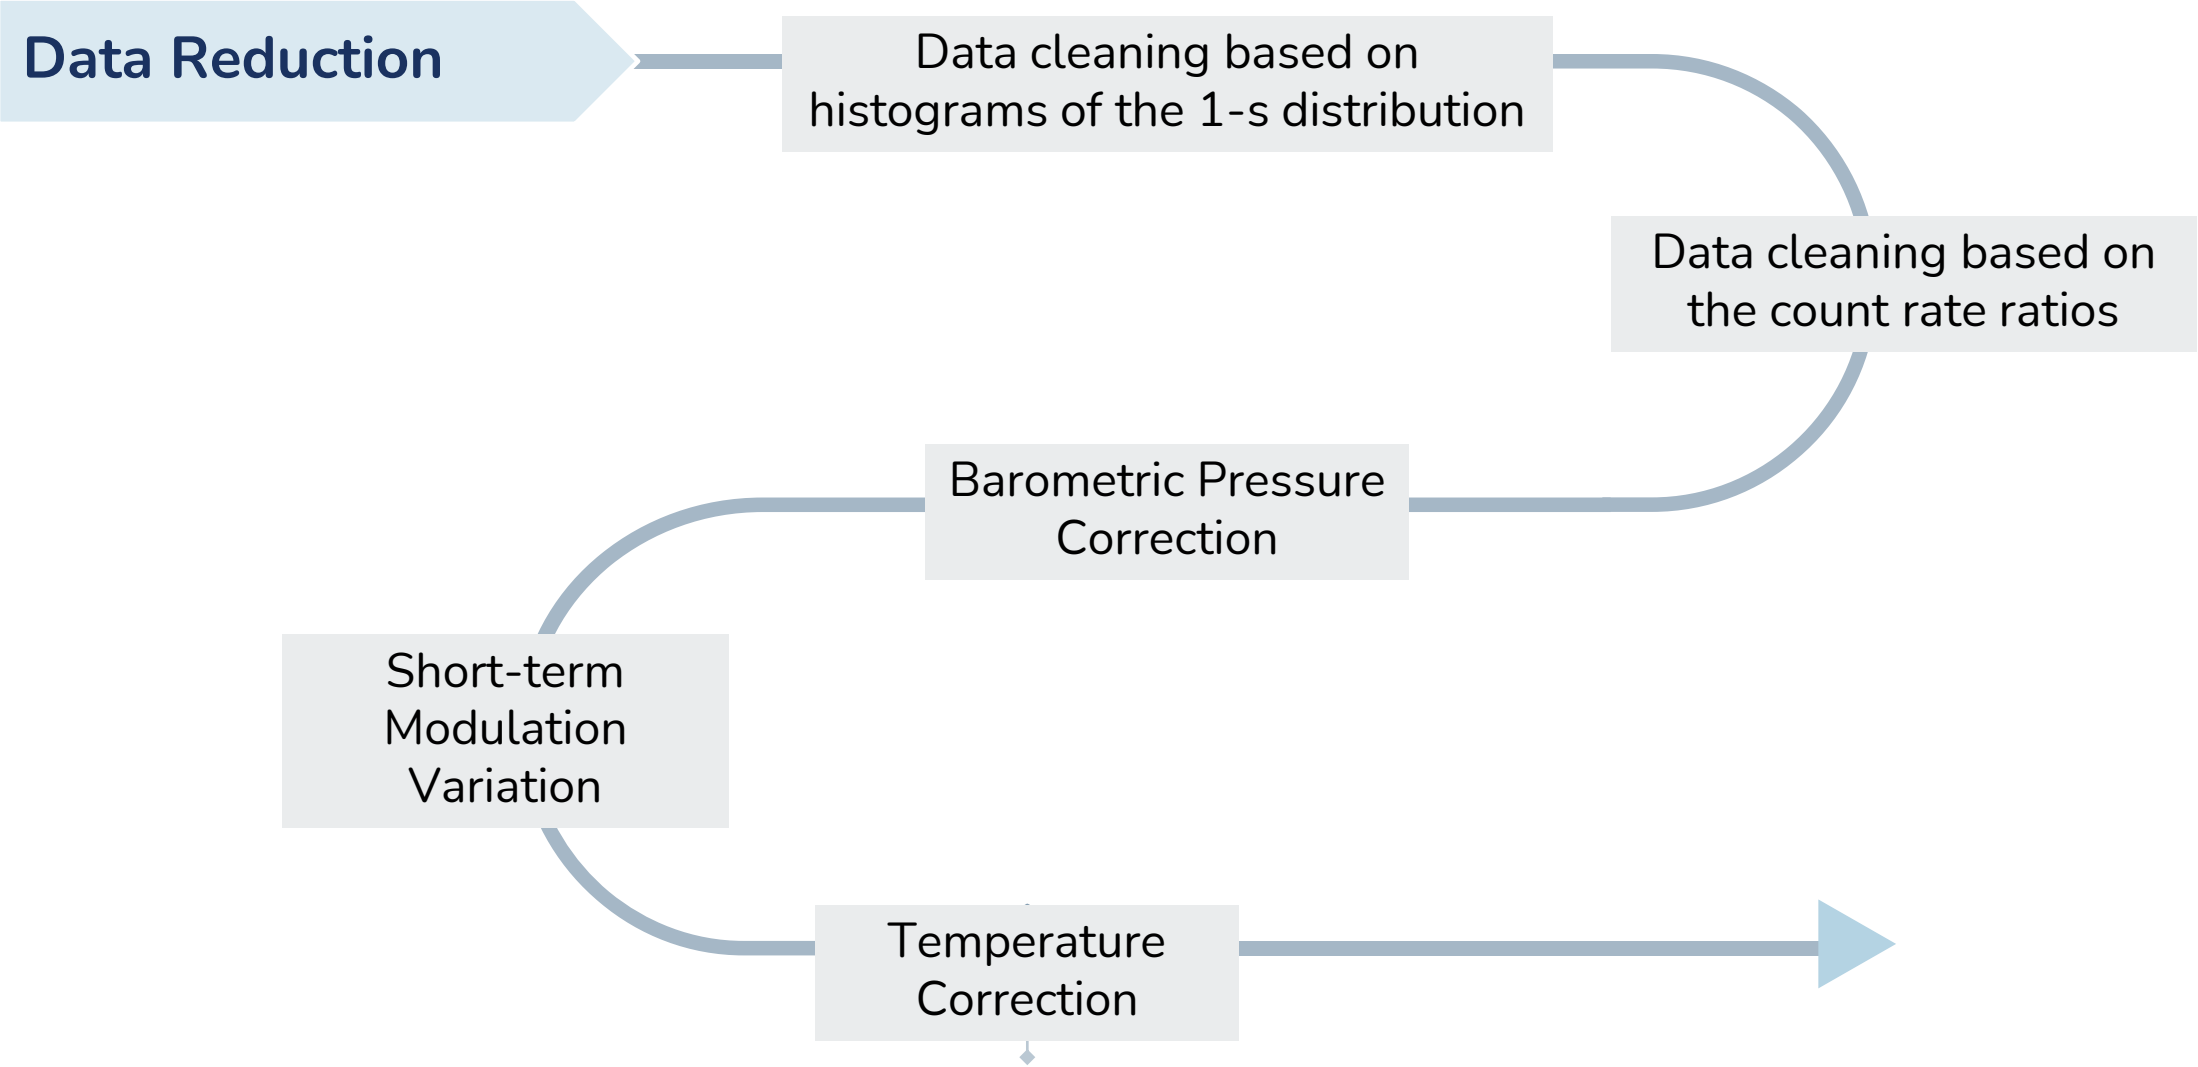 Data Reduction
Data cleaning based on
histograms of the 1-s distribution
Data cleaning based on
the count rate ratios
Barometric Pressure
Correction
Short-term
Modulation
Variation
Temperature
Correction